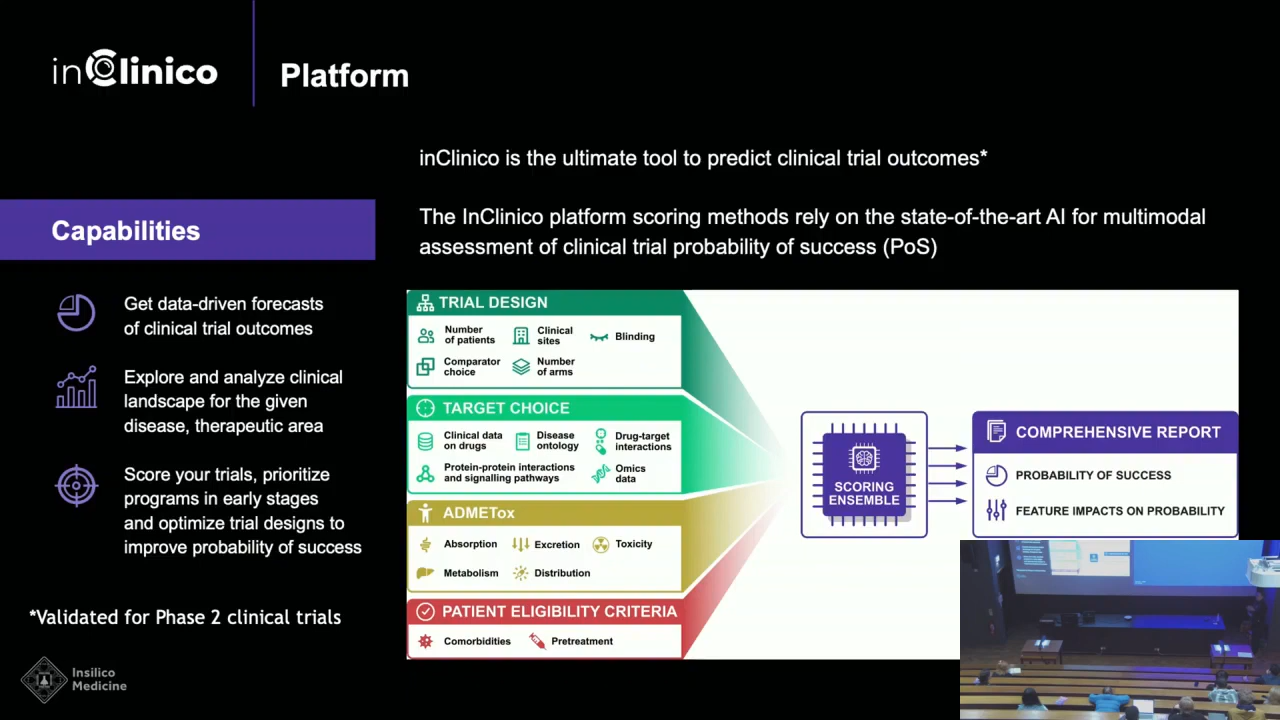 inClinico
Platform
inClinico is the ultimate tool to predict clinical trial outcomes*
The InClinico platform scoring methods rely on the state-of-the-art AI for multimodal
assessment of clinical trial probability of success (PoS)
Capabilities
Get data-driven forecasts
of clinical trial outcomes
Explore and analyze clinical
landscape for the given
disease, therapeutic area
Score your trials, prioritize
programs in early stages
and optimize trial designs to
improve probability of success
*Validated for Phase 2 clinical trials
Insilico
Medicine
TRIAL DESIGN
Number
of patients
Clinical
sites
Blinding
Comparator
choice
Number
of arms
TARGET CHOICE
Clinical data
on drugs
Disease
ontology
Drug-target
interactions
Protein-protein interactions
and signalling pathways
Omics
data
ADMETox
Absorption
Excretion
Toxicity
Metabolism
Distribution
PATIENT ELIGIBILITY CRITERIA
Comorbidities
Pretreatment
SCORING
ENSEMBLE
COMPREHENSIVE REPORT
PROBABILITY OF SUCCESS
FEATURE IMPACTS ON PROBABILITY